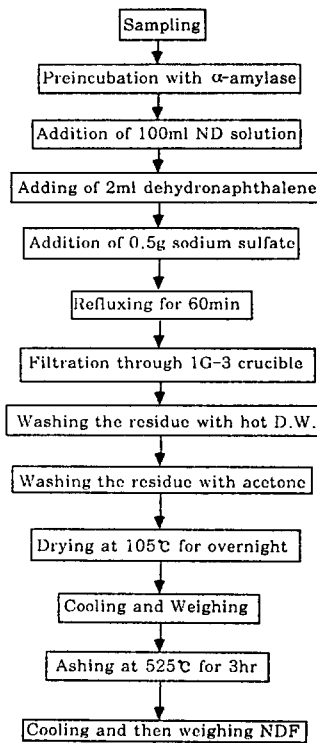 Sampling
Preincubation with α-amylase
Addition of 100ml ND solution
Adding of 2ml dehydronaphthalene
Addition of 0.5g sodium sulfate
Refluxing for 60min
Filtration through 1G-3 crucible
Washing the residue with hot D.W.
Washing the residue with acetone
Drying at 105℃ for overnight
Cooling and Weighing
Ashing at 525℃ for 3hr
Cooling and then weighing NDF